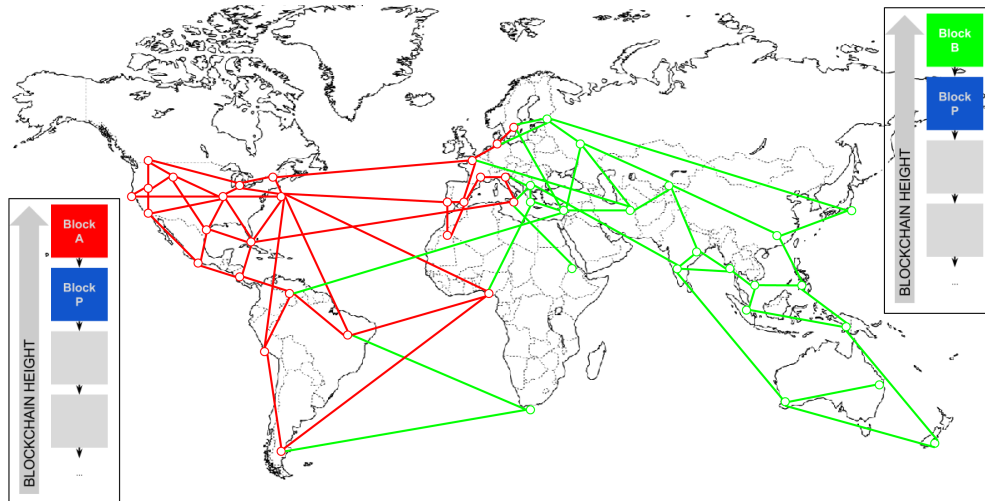 Block
A
Block
P
...
BLOCKCHAIN HEIGHT
Block
B
Block
P
...
BLOCKCHAIN HEIGHT